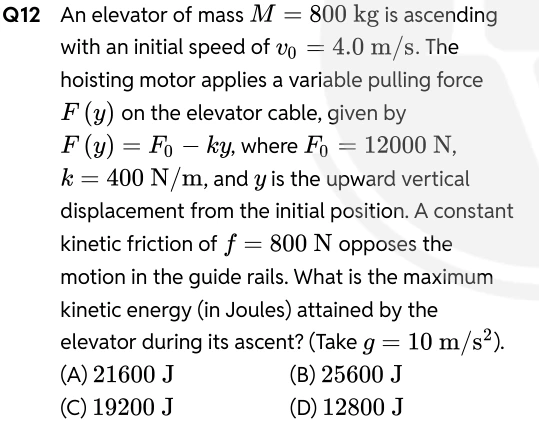 Q12 An elevator of mass M = 800 kg is ascending
with an initial speed of v₀ = 4.0 m/s. The
hoisting motor applies a variable pulling force
F (y) on the elevator cable, given by
F (y) = F₀ − ky, where F₀ = 12000 N,
k = 400 N/m, and y is the upward vertical
displacement from the initial position. A constant
kinetic friction of f = 800 N opposes the
motion in the guide rails. What is the maximum
kinetic energy (in Joules) attained by the
elevator during its ascent? (Take g = 10 m/s²).
(A) 21600 J (B) 25600 J
(C) 19200 J (D) 12800 J